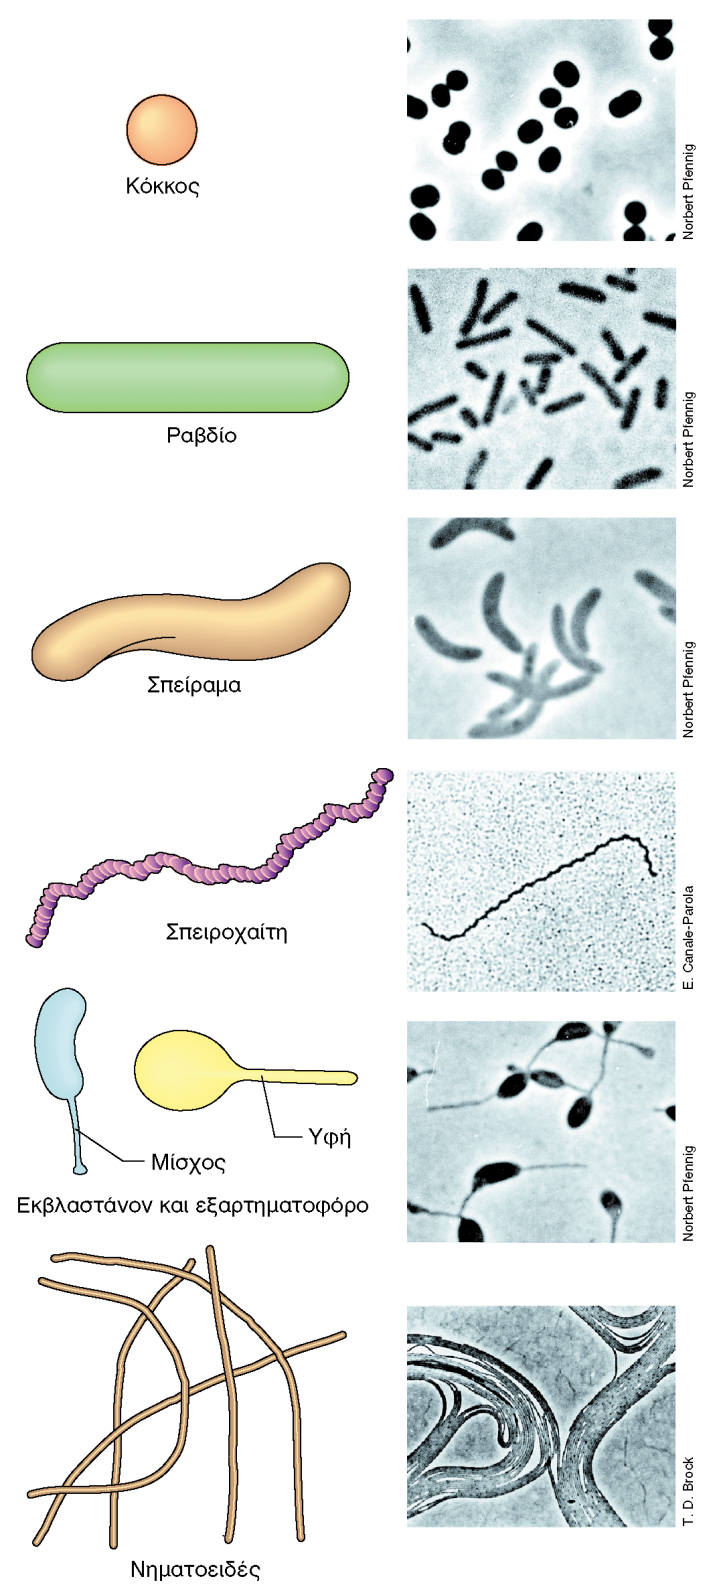 Κόκκος
Norbert Pfennig
Ραβδίο
Norbert Pfennig
Σπείραμα
Norbert Pfennig
Σπειροχαίτη
E. Canale-Parola
Υφή
Μίσχος
Εκβλαστάνον και εξαρτηματοφόρο
Norbert Pfennig
Νηματοειδές
T. D. Brock